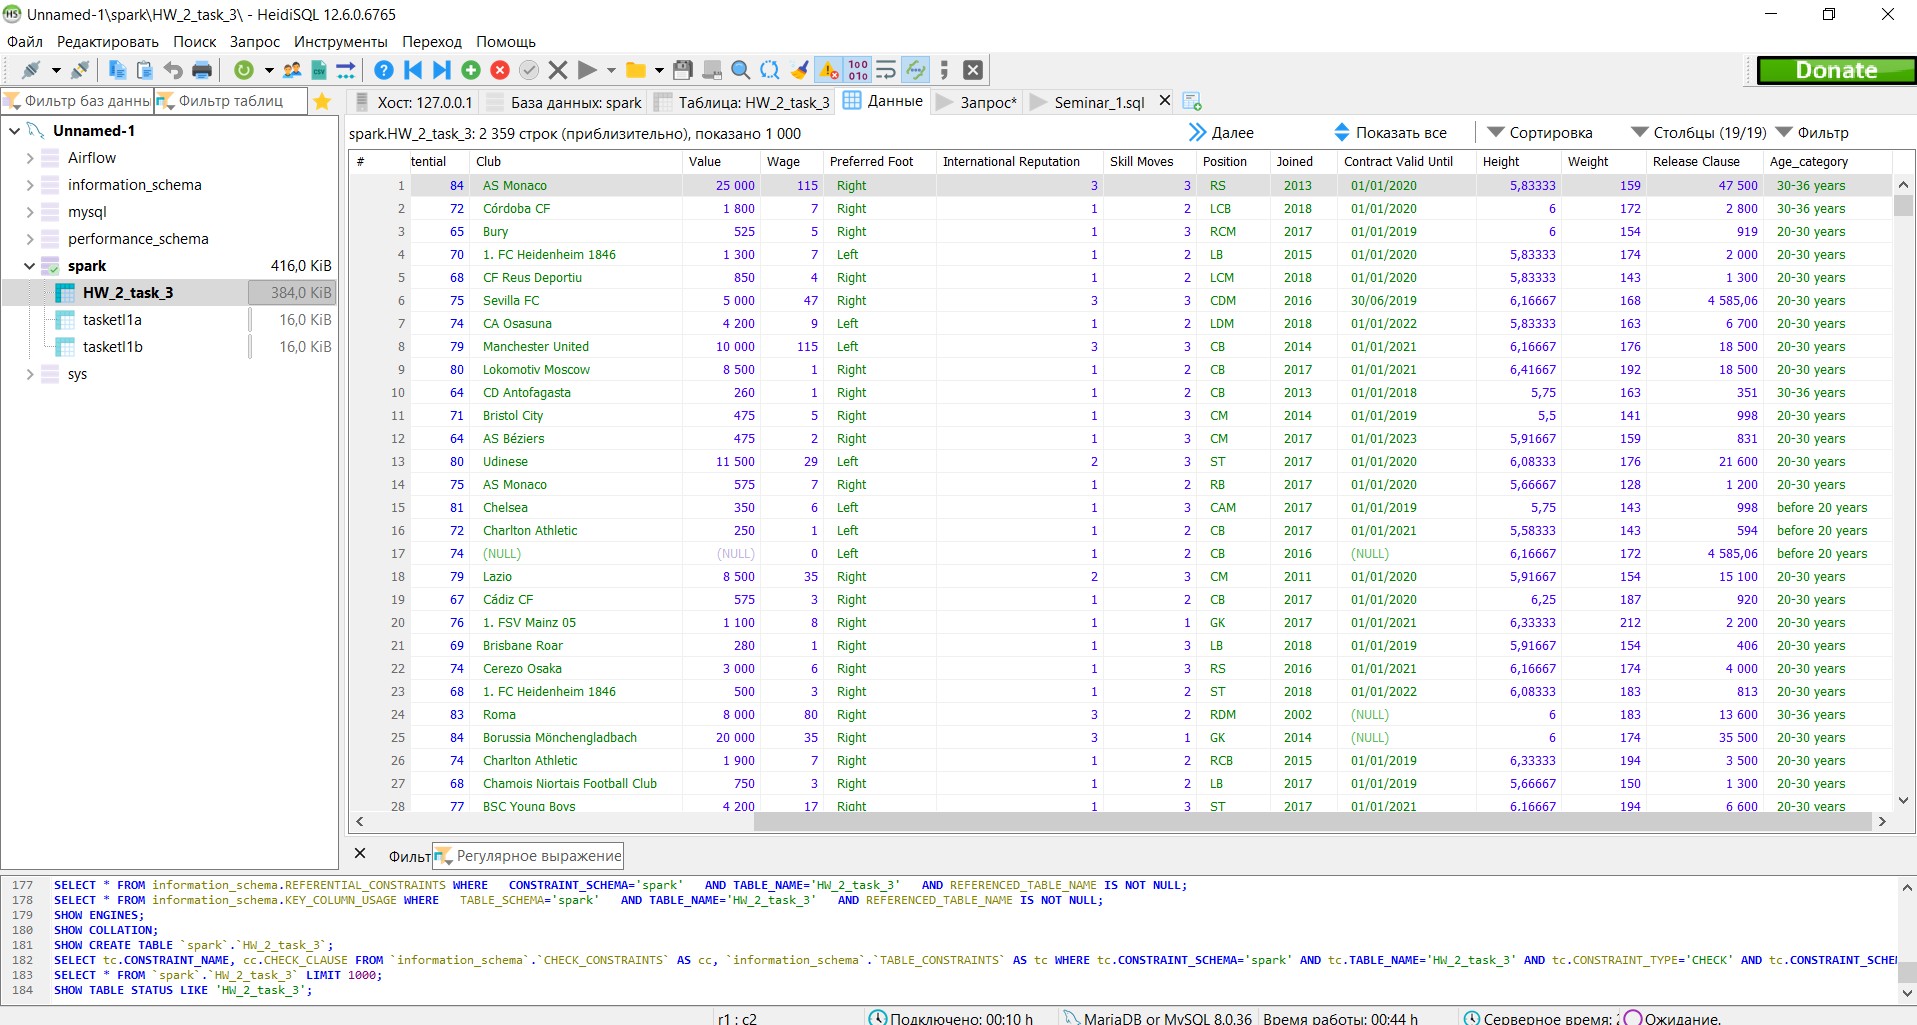 Unnamed-1\spark\HW_2_task_3\ - HeidiSQL 12.6.0.6765
Файл Редактировать Поиск Запрос Инструменты Переход Помощь
Donate
Фильтр баз данны Фильтр таблиц
Хост: 127.0.0.1 База данных: spark Таблица: HW_2_task_3 Данные Запрос* Seminar_1.sql
Unnamed-1
Airflow
information_schema
mysql
performance_schema
spark 416,0 KiB
HW_2_task_3 384,0 KiB
tasketl1a 16,0 KiB
tasketl1b 16,0 KiB
sys
spark.HW_2_task_3: 2 359 строк (приблизительно), показано 1 000 Далее Показать все Сортировка Столбцы (19/19) Фильтр
# tential Club Value Wage Preferred Foot International Reputation Skill Moves Position Joined Contract Valid Until Height Weight Release Clause Age_category
1 84 AS Monaco 25 000 115 Right 3 3 RS 2013 01/01/2020 5,83333 159 47 500 30-36 years
2 72 Córdoba CF 1 800 7 Right 1 2 LCB 2018 01/01/2020 6 172 2 800 30-36 years
3 65 Bury 525 5 Right 1 3 RCM 2017 01/01/2019 6 154 919 20-30 years
4 70 1. FC Heidenheim 1846 1 300 7 Left 1 2 LB 2015 01/01/2020 5,83333 174 2 000 20-30 years
5 68 CF Reus Deportiu 850 4 Right 1 2 LCM 2018 01/01/2020 5,83333 143 1 300 20-30 years
6 75 Sevilla FC 5 000 47 Right 3 3 CDM 2016 30/06/2019 6,16667 168 4 585,06 20-30 years
7 74 CA Osasuna 4 200 9 Left 1 2 LDM 2018 01/01/2022 5,83333 163 6 700 20-30 years
8 79 Manchester United 10 000 115 Left 3 3 CB 2014 01/01/2021 6,16667 176 18 500 20-30 years
9 80 Lokomotiv Moscow 8 500 1 Right 1 2 CB 2017 01/01/2021 6,41667 192 18 500 20-30 years
10 64 CD Antofagasta 260 1 Right 1 2 CB 2013 01/01/2018 5,75 163 351 30-36 years
11 71 Bristol City 475 5 Right 1 3 CM 2014 01/01/2019 5,5 141 998 20-30 years
12 64 AS Béziers 475 2 Right 1 3 CM 2017 01/01/2023 5,91667 159 831 20-30 years
13 80 Udinese 11 500 29 Left 2 3 ST 2017 01/01/2020 6,08333 176 21 600 20-30 years
14 75 AS Monaco 575 7 Right 1 2 RB 2017 01/01/2020 5,66667 128 1 200 20-30 years
15 81 Chelsea 350 6 Left 1 3 CAM 2017 01/01/2019 5,75 143 998 before 20 years
16 72 Charlton Athletic 250 1 Left 1 2 CB 2017 01/01/2021 5,58333 143 594 before 20 years
17 74 (NULL) (NULL) 0 Left 1 2 CB 2016 (NULL) 6,16667 172 4 585,06 before 20 years
18 79 Lazio 8 500 35 Right 2 3 CM 2011 01/01/2020 5,91667 154 15 100 20-30 years
19 67 Cádiz CF 575 3 Right 1 2 CB 2017 01/01/2020 6,25 187 920 20-30 years
20 76 1. FSV Mainz 05 1 100 8 Right 1 1 GK 2017 01/01/2021 6,33333 212 2 200 20-30 years
21 69 Brisbane Roar 280 1 Right 1 3 LB 2018 01/01/2019 5,91667 154 406 20-30 years
22 74 Cerezo Osaka 3 000 6 Right 1 3 RS 2016 01/01/2021 6,16667 174 4 000 20-30 years
23 68 1. FC Heidenheim 1846 500 3 Right 1 2 ST 2018 01/01/2022 6,08333 183 813 20-30 years
24 83 Roma 8 000 80 Right 3 2 RDM 2002 (NULL) 6 183 13 600 30-36 years
25 84 Borussia Mönchengladbach 20 000 35 Right 3 1 GK 2014 (NULL) 6 174 35 500 20-30 years
26 74 Charlton Athletic 1 900 7 Right 1 2 RCB 2015 01/01/2019 6,33333 194 3 500 20-30 years
27 68 Chamois Niortais Football Club 750 3 Right 1 2 LB 2017 01/01/2019 5,66667 150 1 300 20-30 years
28 77 BSC Young Boys 4 200 17 Right 1 3 ST 2017 01/01/2021 6,16667 194 6 600 20-30 years
Фильт Регулярное выражение
177 SELECT * FROM information_schema.REFERENTIAL_CONSTRAINTS WHERE CONSTRAINT_SCHEMA='spark' AND TABLE_NAME='HW_2_task_3' AND REFERENCED_TABLE_NAME IS NOT NULL;
178 SELECT * FROM information_schema.KEY_COLUMN_USAGE WHERE TABLE_SCHEMA='spark' AND TABLE_NAME='HW_2_task_3' AND REFERENCED_TABLE_NAME IS NOT NULL;
179 SHOW ENGINES;
180 SHOW COLLATION;
181 SHOW CREATE TABLE `spark`.`HW_2_task_3`;
182 SELECT tc.CONSTRAINT_NAME, cc.CHECK_CLAUSE FROM `information_schema`.`CHECK_CONSTRAINTS` AS cc, `information_schema`.`TABLE_CONSTRAINTS` AS tc WHERE tc.CONSTRAINT_SCHEMA='spark' AND tc.TABLE_NAME='HW_2_task_3' AND tc.CONSTRAINT_TYPE='CHECK' AND tc.CONSTRAINT_SCHEM
183 SELECT * FROM `spark`.`HW_2_task_3` LIMIT 1000;
184 SHOW TABLE STATUS LIKE 'HW_2_task_3';
r1 : c2 Подключено: 00:10 h MariaDB or MySQL 8.0.36 Время работы: 00:44 h Серверное время: Ожидание.